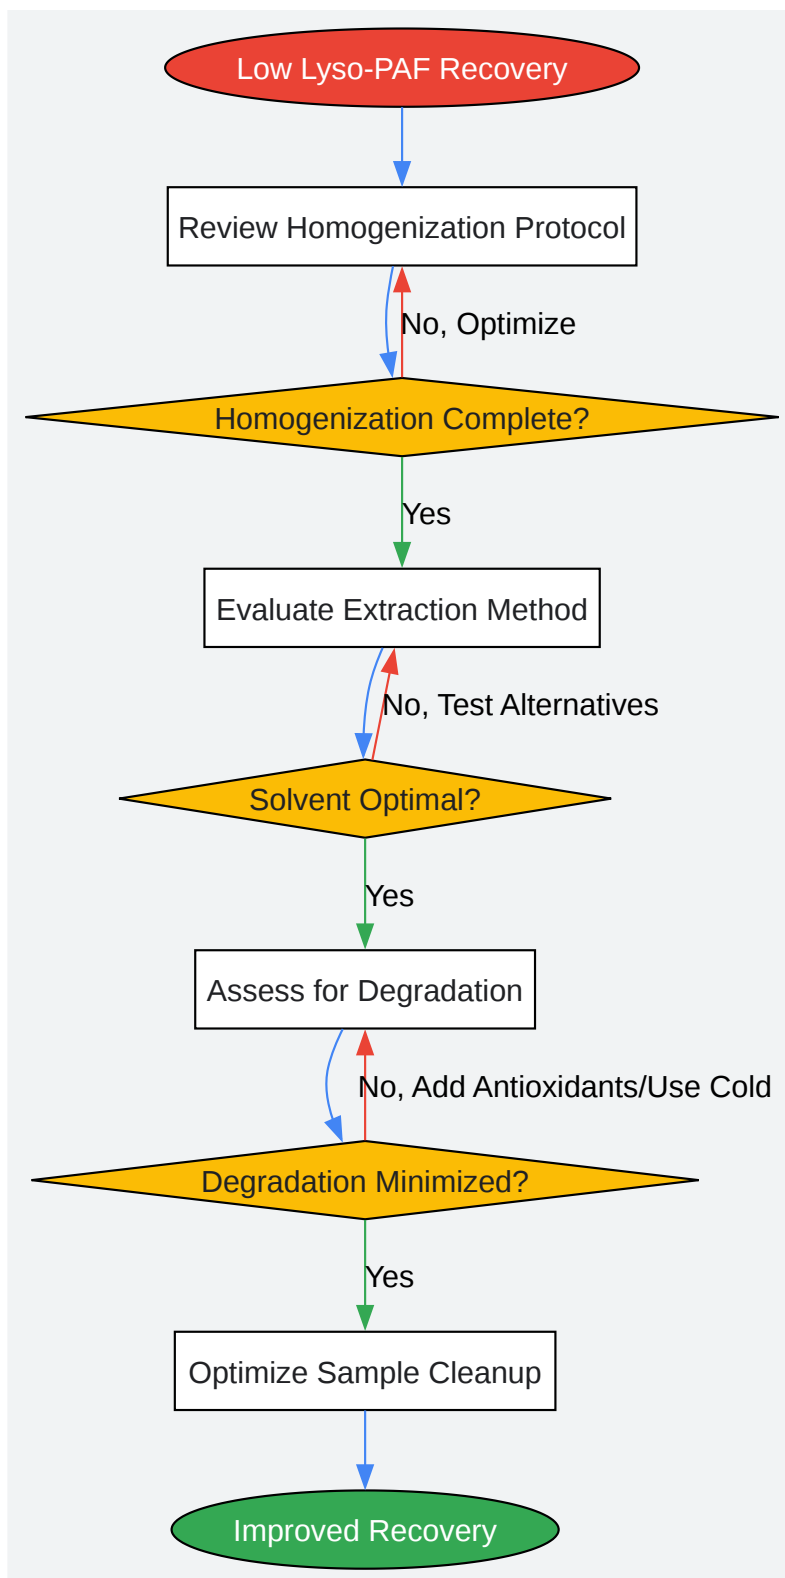 Low Lyso-PAF Recovery
Review Homogenization Protocol
No, Optimize
Homogenization Complete?
Yes
Evaluate Extraction Method
No, Test Alternatives
Solvent Optimal?
Yes
Assess for Degradation
No, Add Antioxidants/Use Cold
Degradation Minimized?
Yes
Optimize Sample Cleanup
Improved Recovery